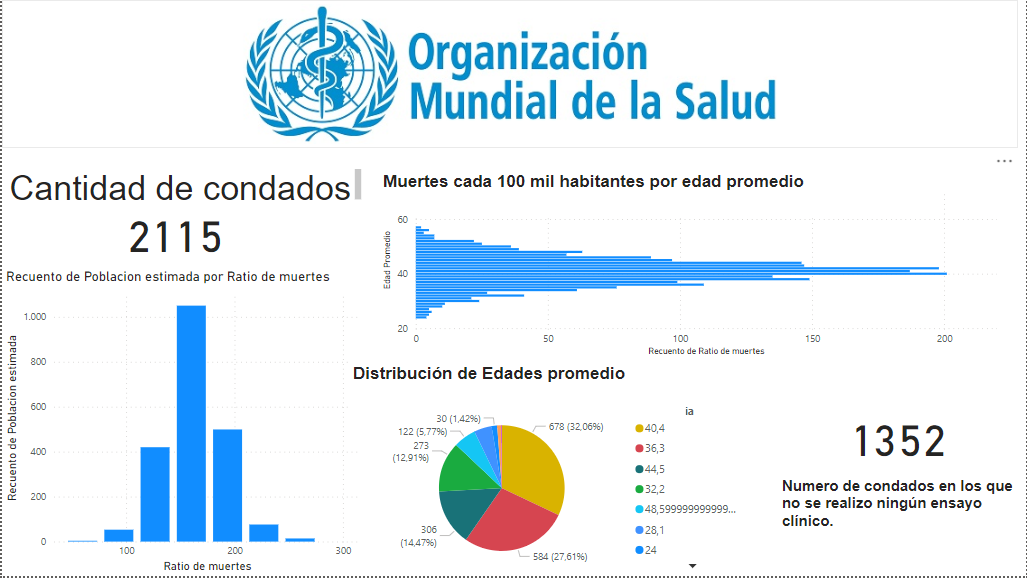 Organización
Mundial de la Salud
...
Cantidad de condados
2115
Recuento de Poblacion estimada por Ratio de muertes
1.000
800
600
400
200
0
100
200
300
Recuento de Poblacion estimada
Ratio de muertes
Muertes cada 100 mil habitantes por edad promedio
60
40
20
0
50
100
150
200
Edad Promedio
Recuento de Ratio de muertes
Distribución de Edades promedio
30 (1,42%)
122 (5,77%)
273
(12,91%)
306
(14,47%)
678 (32,06%)
584 (27,61%)
ia
40,4
36,3
44,5
32,2
48,599999999999...
28,1
24
1352
Numero de condados en los que
no se realizo ningún ensayo
clínico.